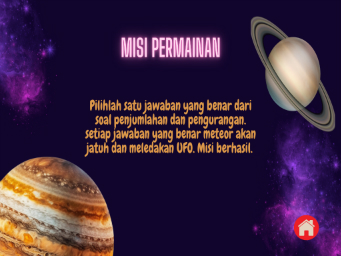 MISI PERMAINAN
Pilihlah satu jawaban yang benar dari
soal penjumlahan dan pengurangan.
setiap jawaban yang benar meteor akan
jatuh dan meledakan UFO. Misi berhasil.